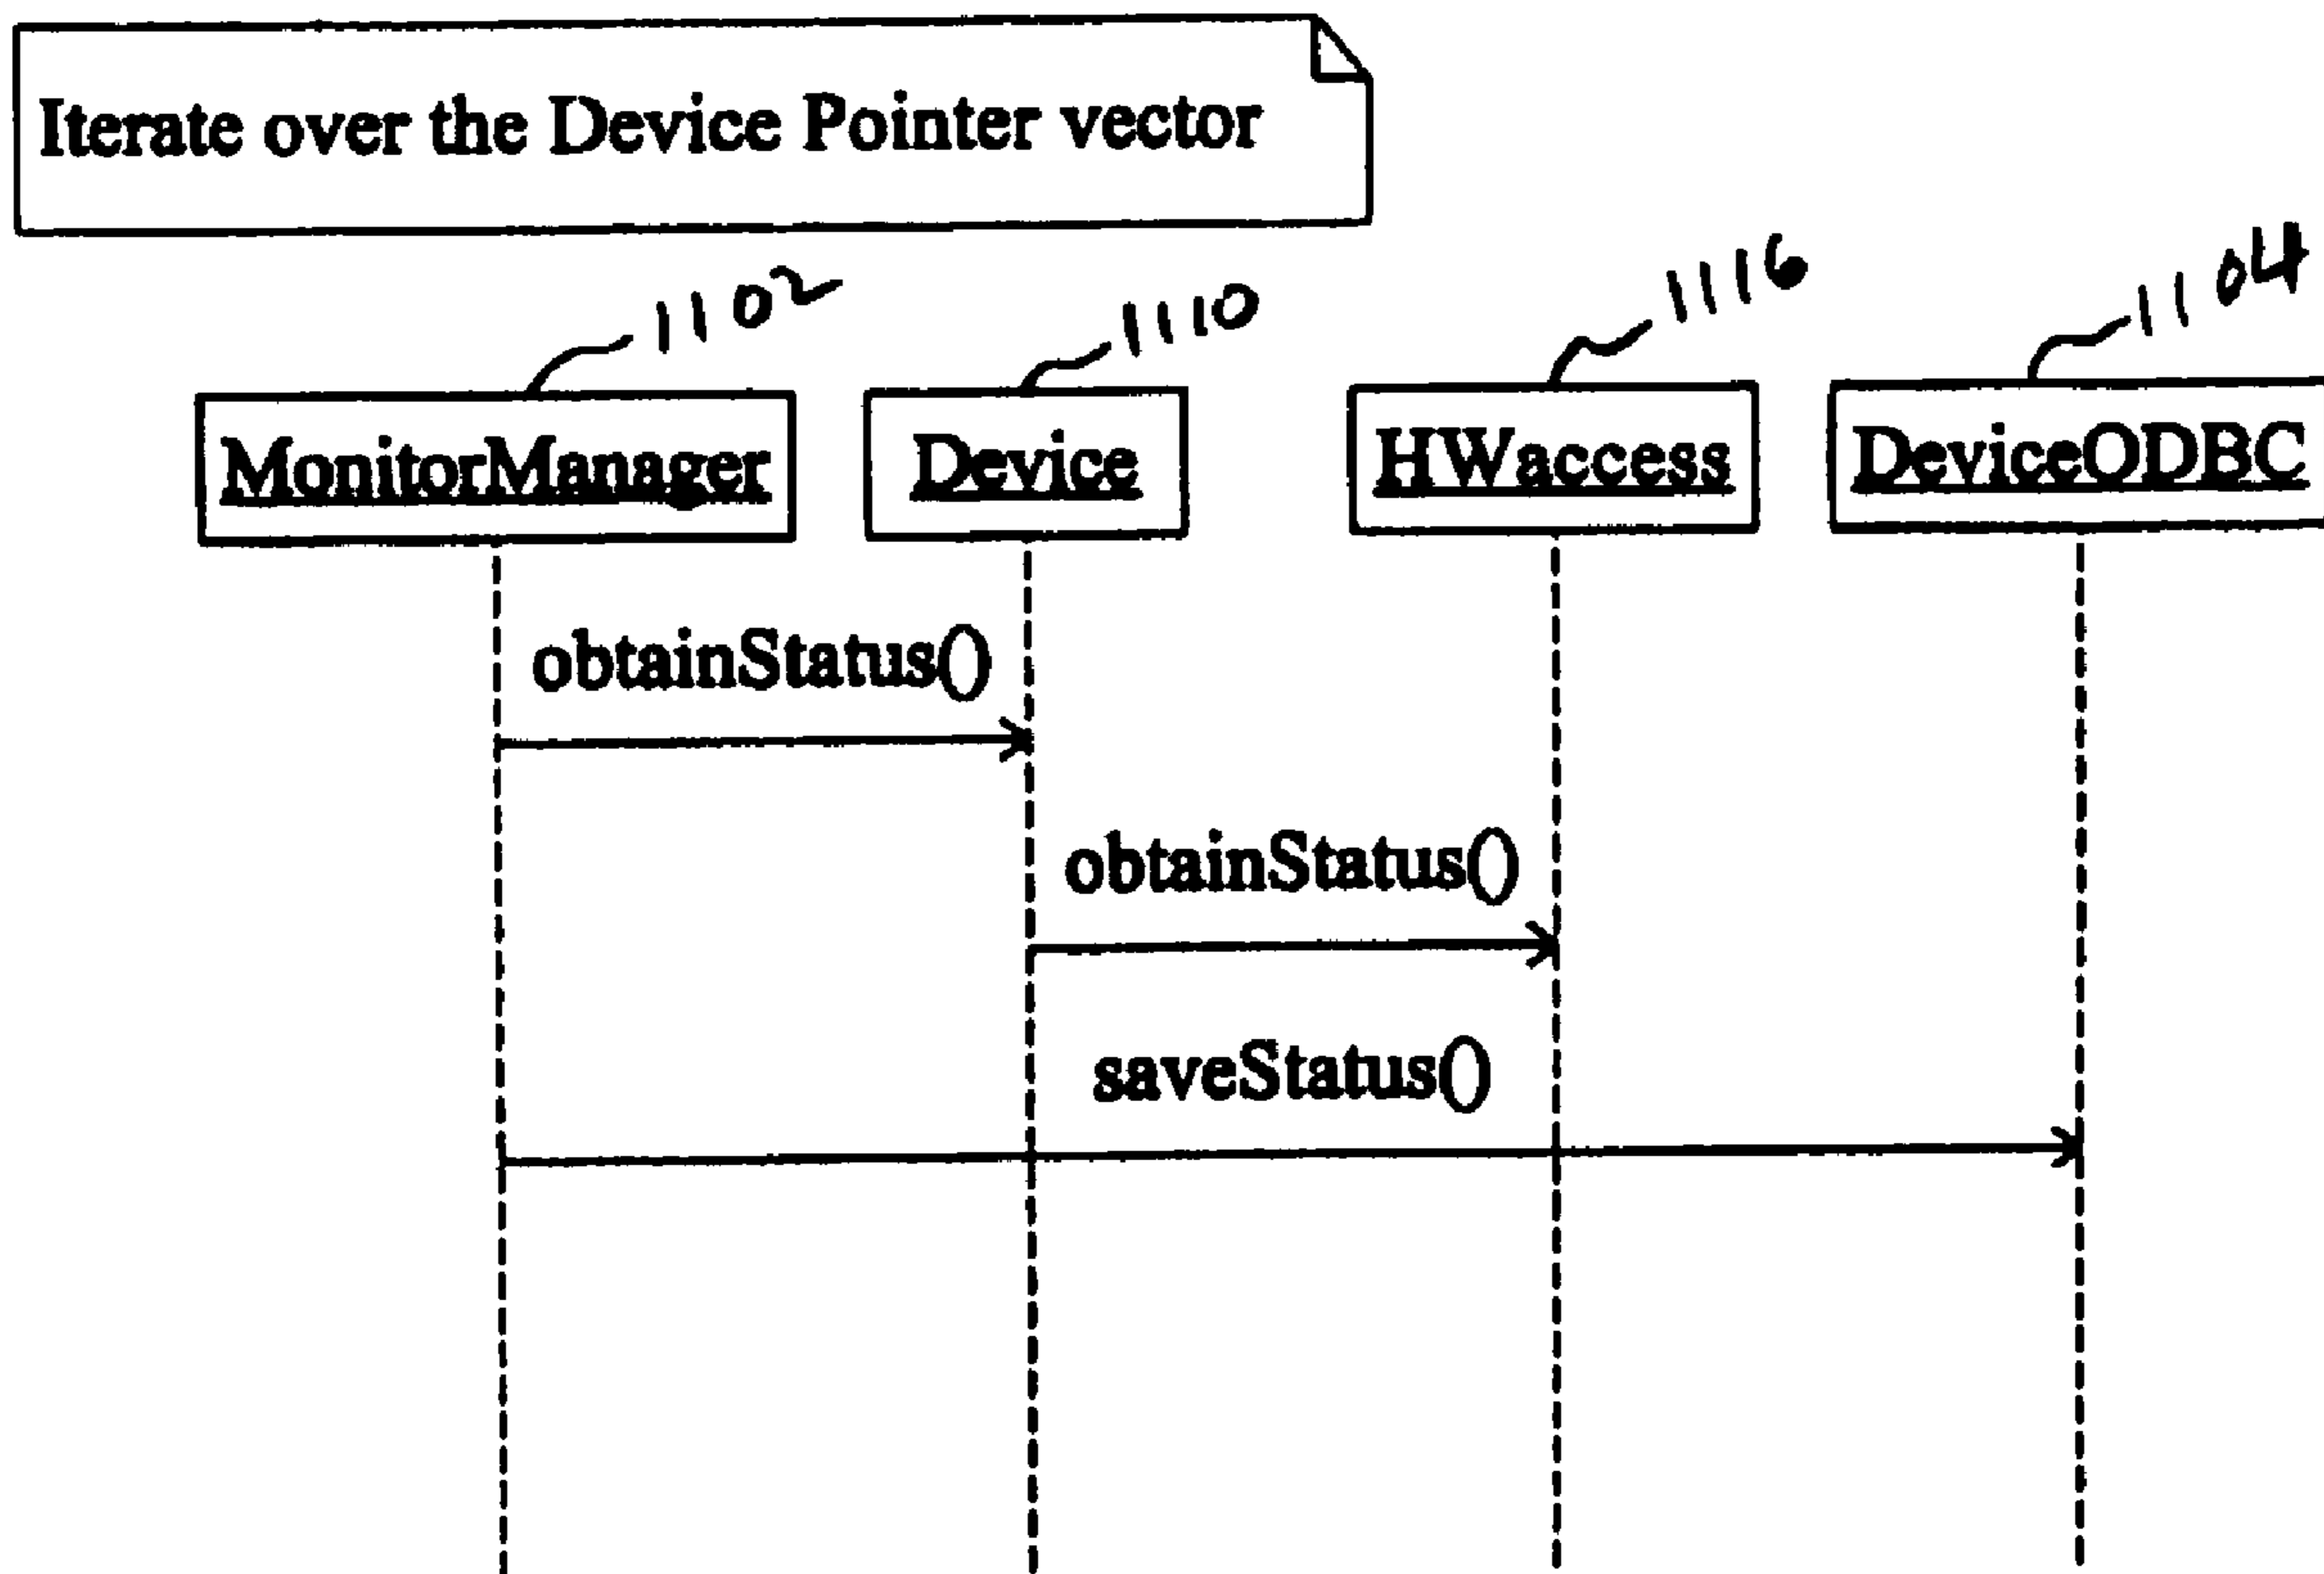 Iterate over the Device Pointer vector
1102
1110
1116
1104
MonitorManager
Device
HWaccess
DeviceODBC
obtainStatus()
obtainStatus()
saveStatus()